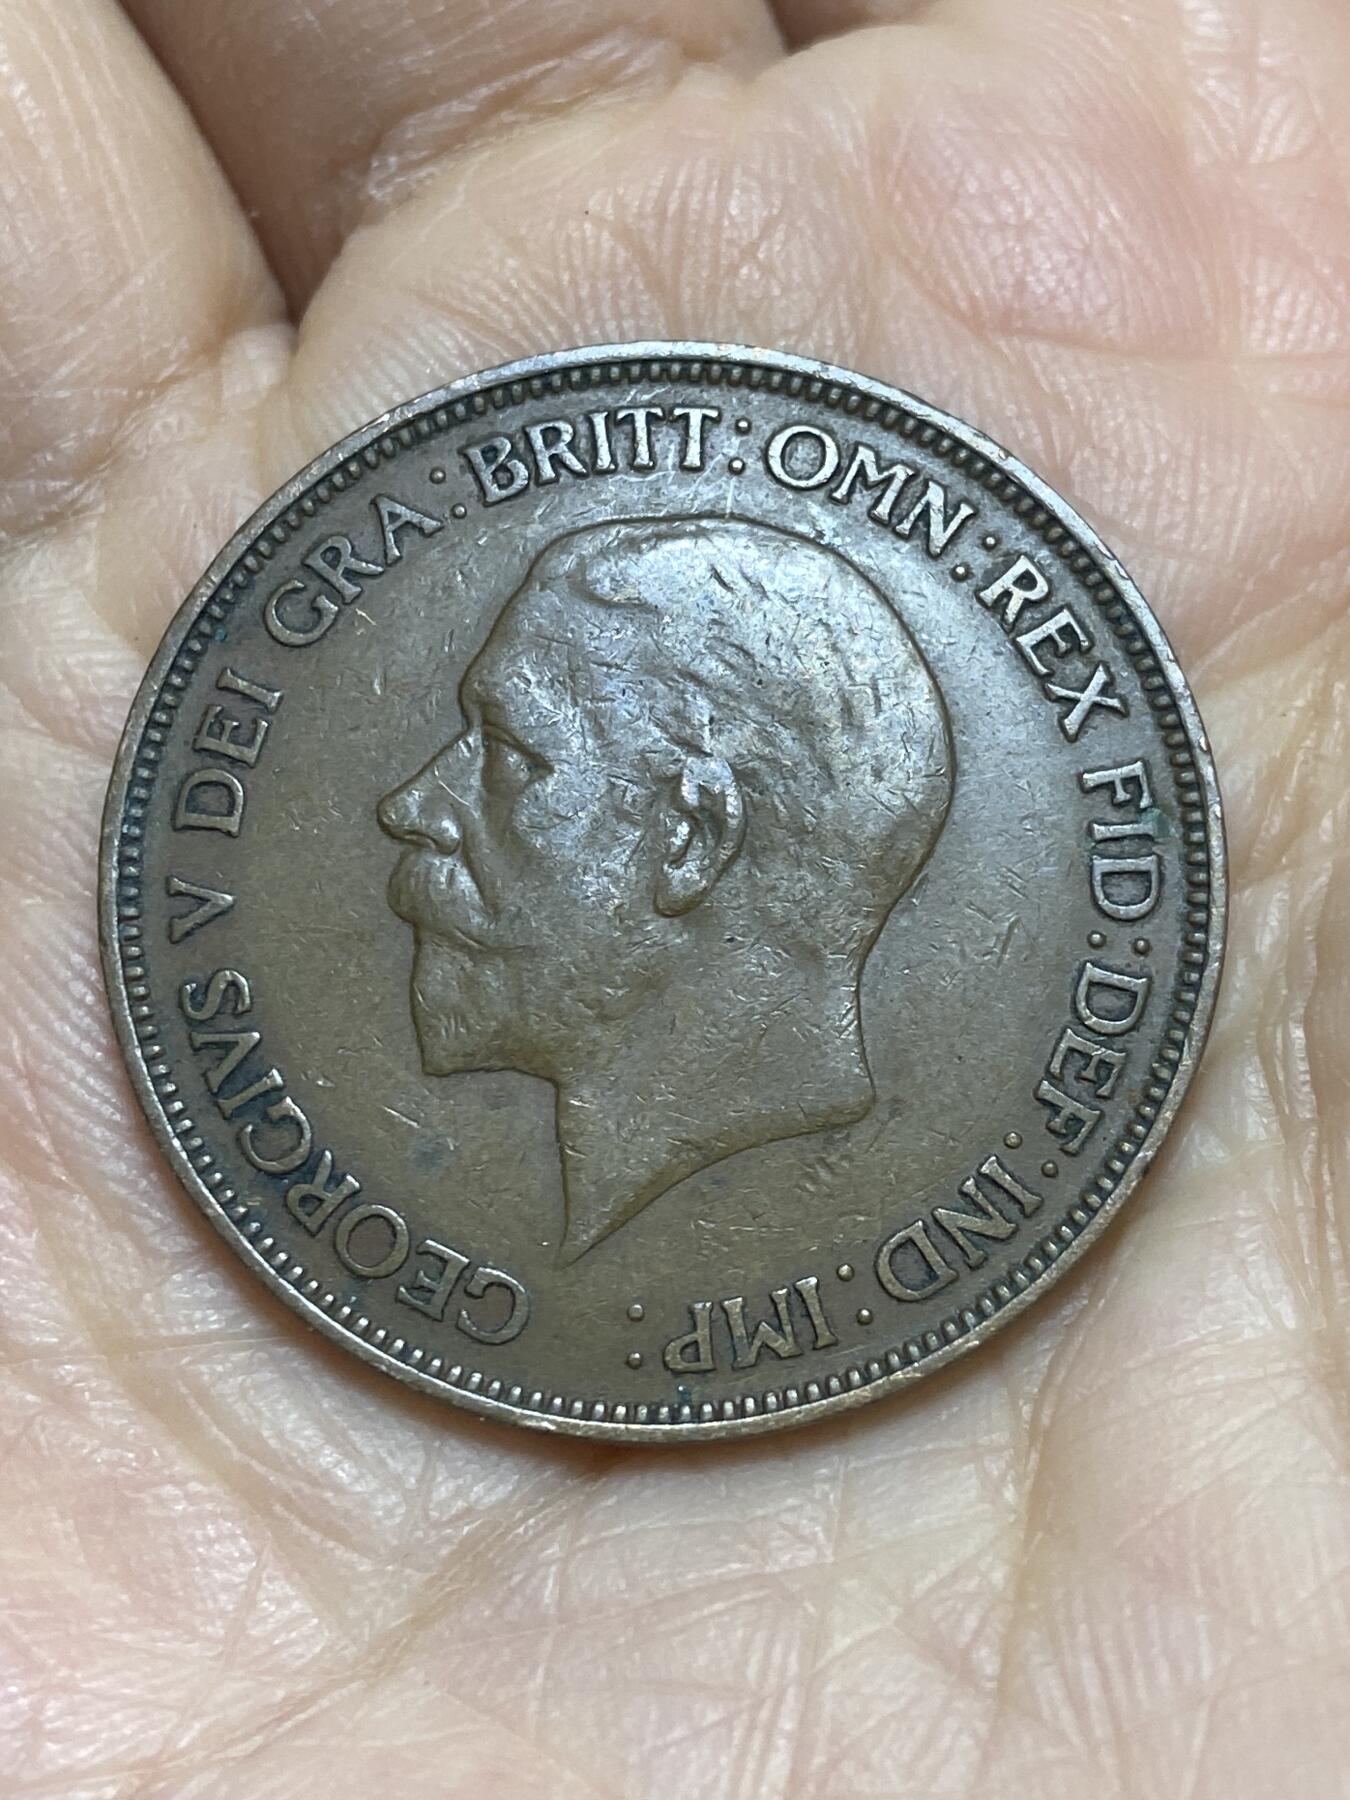 GEORGIVS V DEI GRA: BRITT: OMN: REX FID: DEF: IND: IMP: